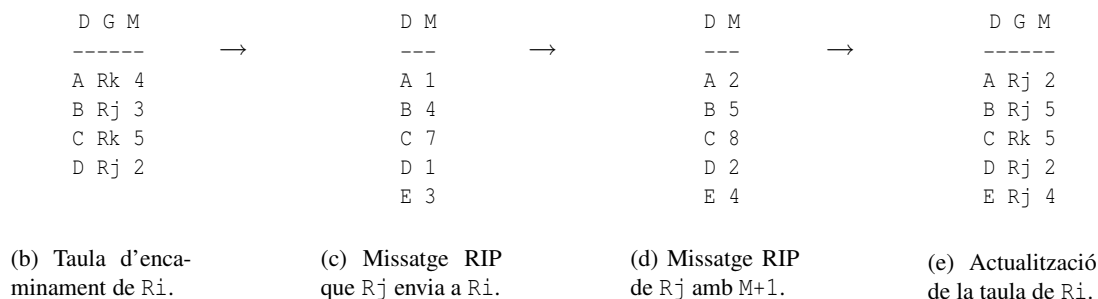 D G M
------
A Rk 4
B Rj 3
C Rk 5
D Rj 2
(b) Taula d'enca-
minament de Ri.
→
D M
---
A 1
B 4
C 7
D 1
E 3
(c) Missatge RIP
que Rj envia a Ri.
→
D M
---
A 2
B 5
C 8
D 2
E 4
(d) Missatge RIP
de Rj amb M+1.
→
D G M
------
A Rj 2
B Rj 5
C Rk 5
D Rj 2
E Rj 4
(e) Actualització
de la taula de Ri.